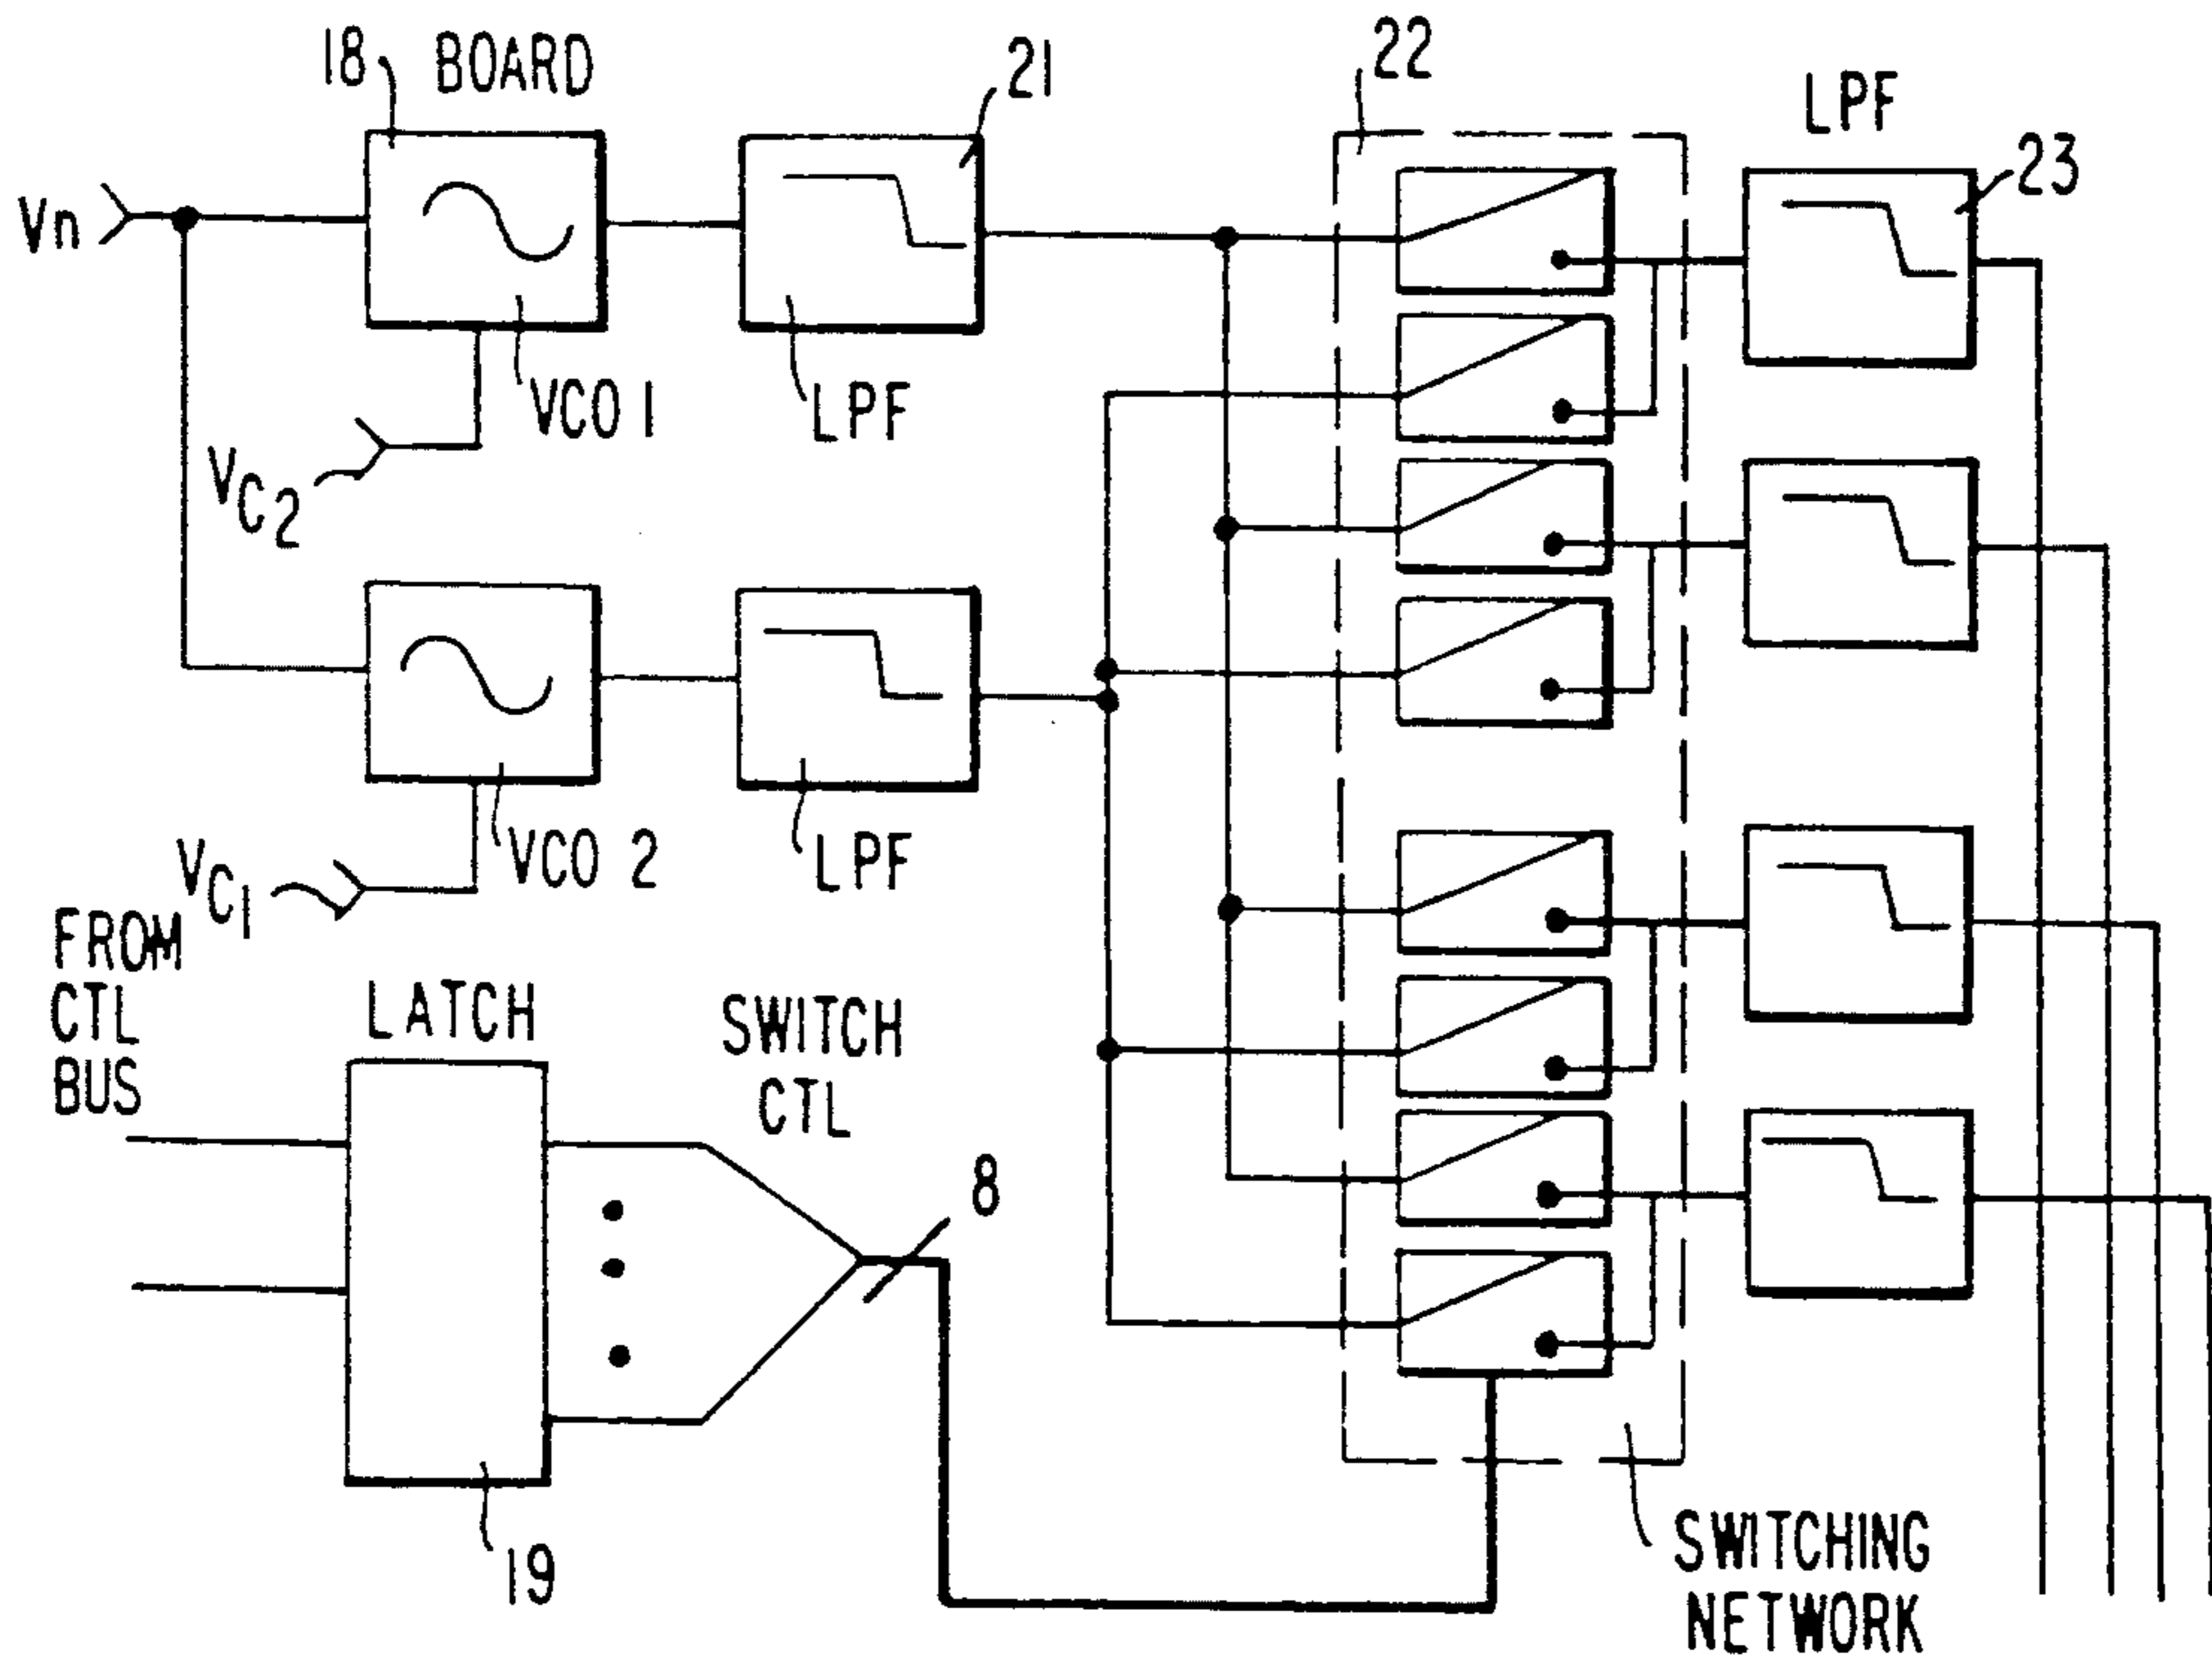 18 BOARD
21
22
LPF
23
Vn
VCO 1
LPF
VC2
VCO 2
LPF
VC1
FROM
CTL
BUS
LATCH
SWITCH
CTL
8
19
SWITCHING
NETWORK